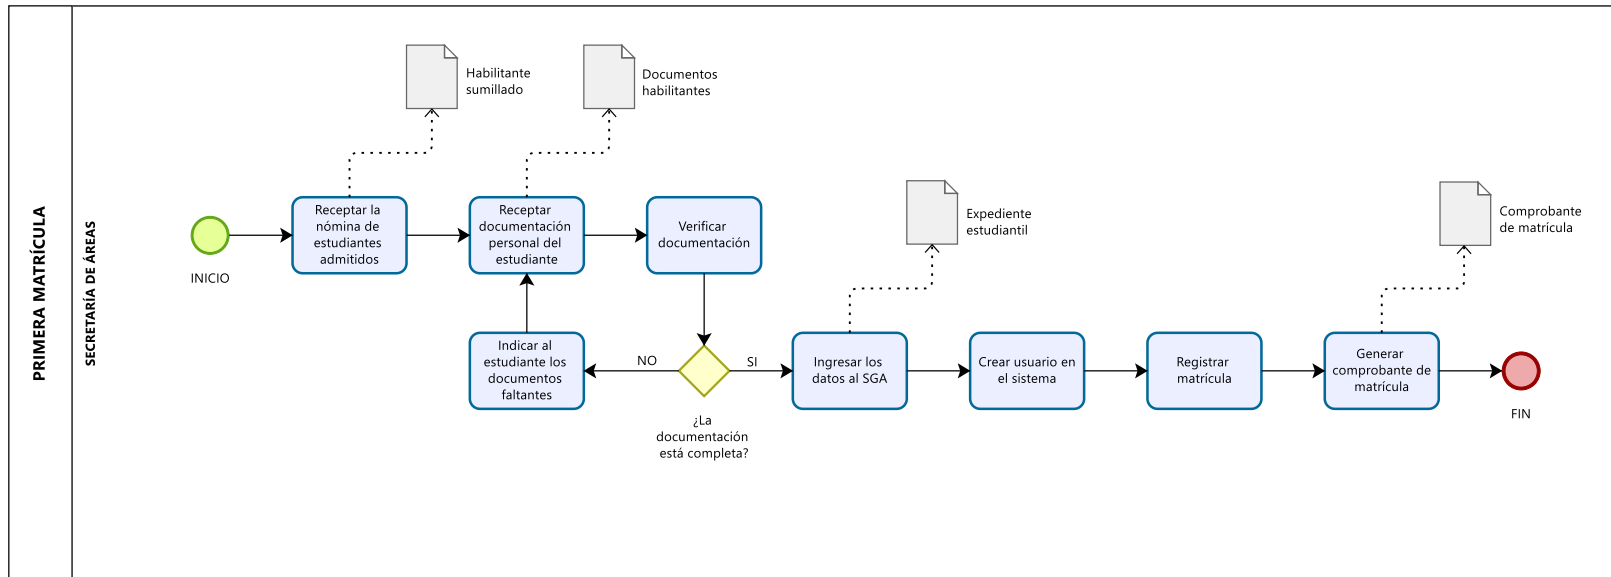 PRIMERA MATRÍCULA
SECRETARÍA DE ÁREAS
Habilitante
sumillado
Documentos
habilitantes
INICIO
Receptar la
nómina de
estudiantes
admitidos
Receptar
documentación
personal del
estudiante
Verificar
documentación
Expediente
estudiantil
Comprobante
de matrícula
Indicar al
estudiante los
documentos
faltantes
NO
SI
¿La
documentación
está completa?
Ingresar los
datos al SGA
Crear usuario en
el sistema
Registrar
matrícula
Generar
comprobante de
matrícula
FIN